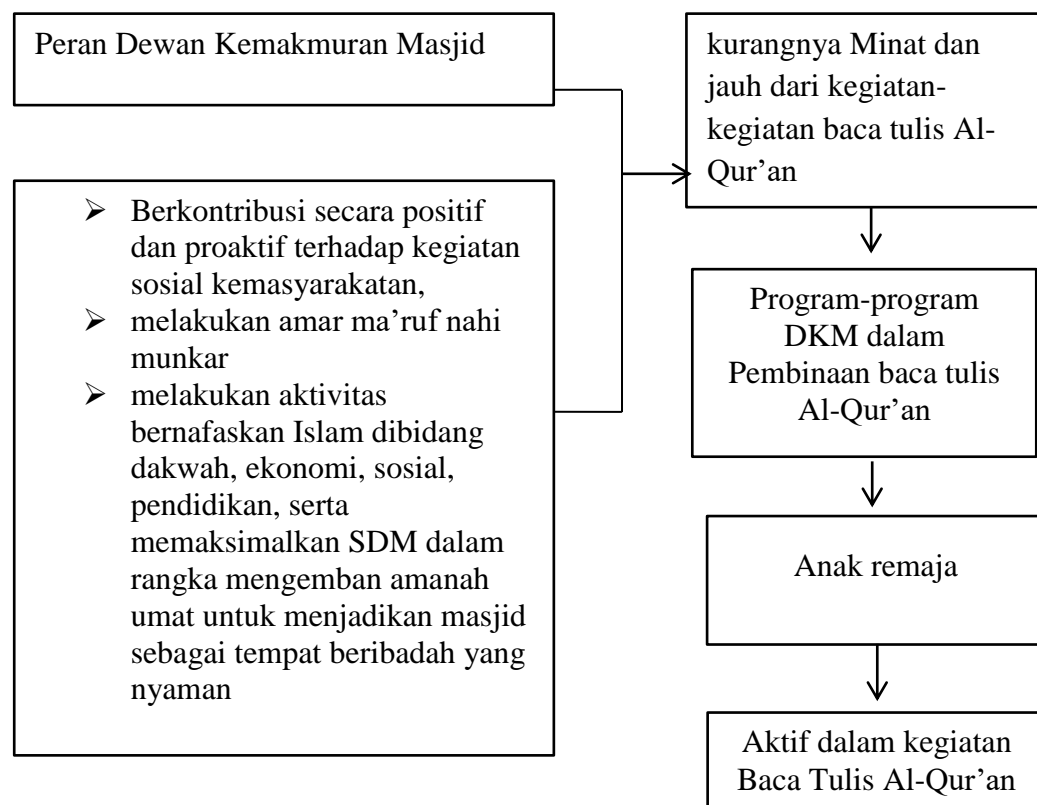 Peran Dewan Kemakmuran Masjid
➢ Berkontribusi secara positif
dan proaktif terhadap kegiatan
sosial kemasyarakatan,
➢ melakukan amar ma’ruf nahi
munkar
➢ melakukan aktivitas
bernafaskan Islam dibidang
dakwah, ekonomi, sosial,
pendidikan, serta
memaksimalkan SDM dalam
rangka mengemban amanah
umat untuk menjadikan masjid
sebagai tempat beribadah yang
nyaman
kurangnya Minat dan
jauh dari kegiatan-
kegiatan baca tulis Al-
Qur’an
Program-program
DKM dalam
Pembinaan baca tulis
Al-Qur’an
Anak remaja
Aktif dalam kegiatan
Baca Tulis Al-Qur’an